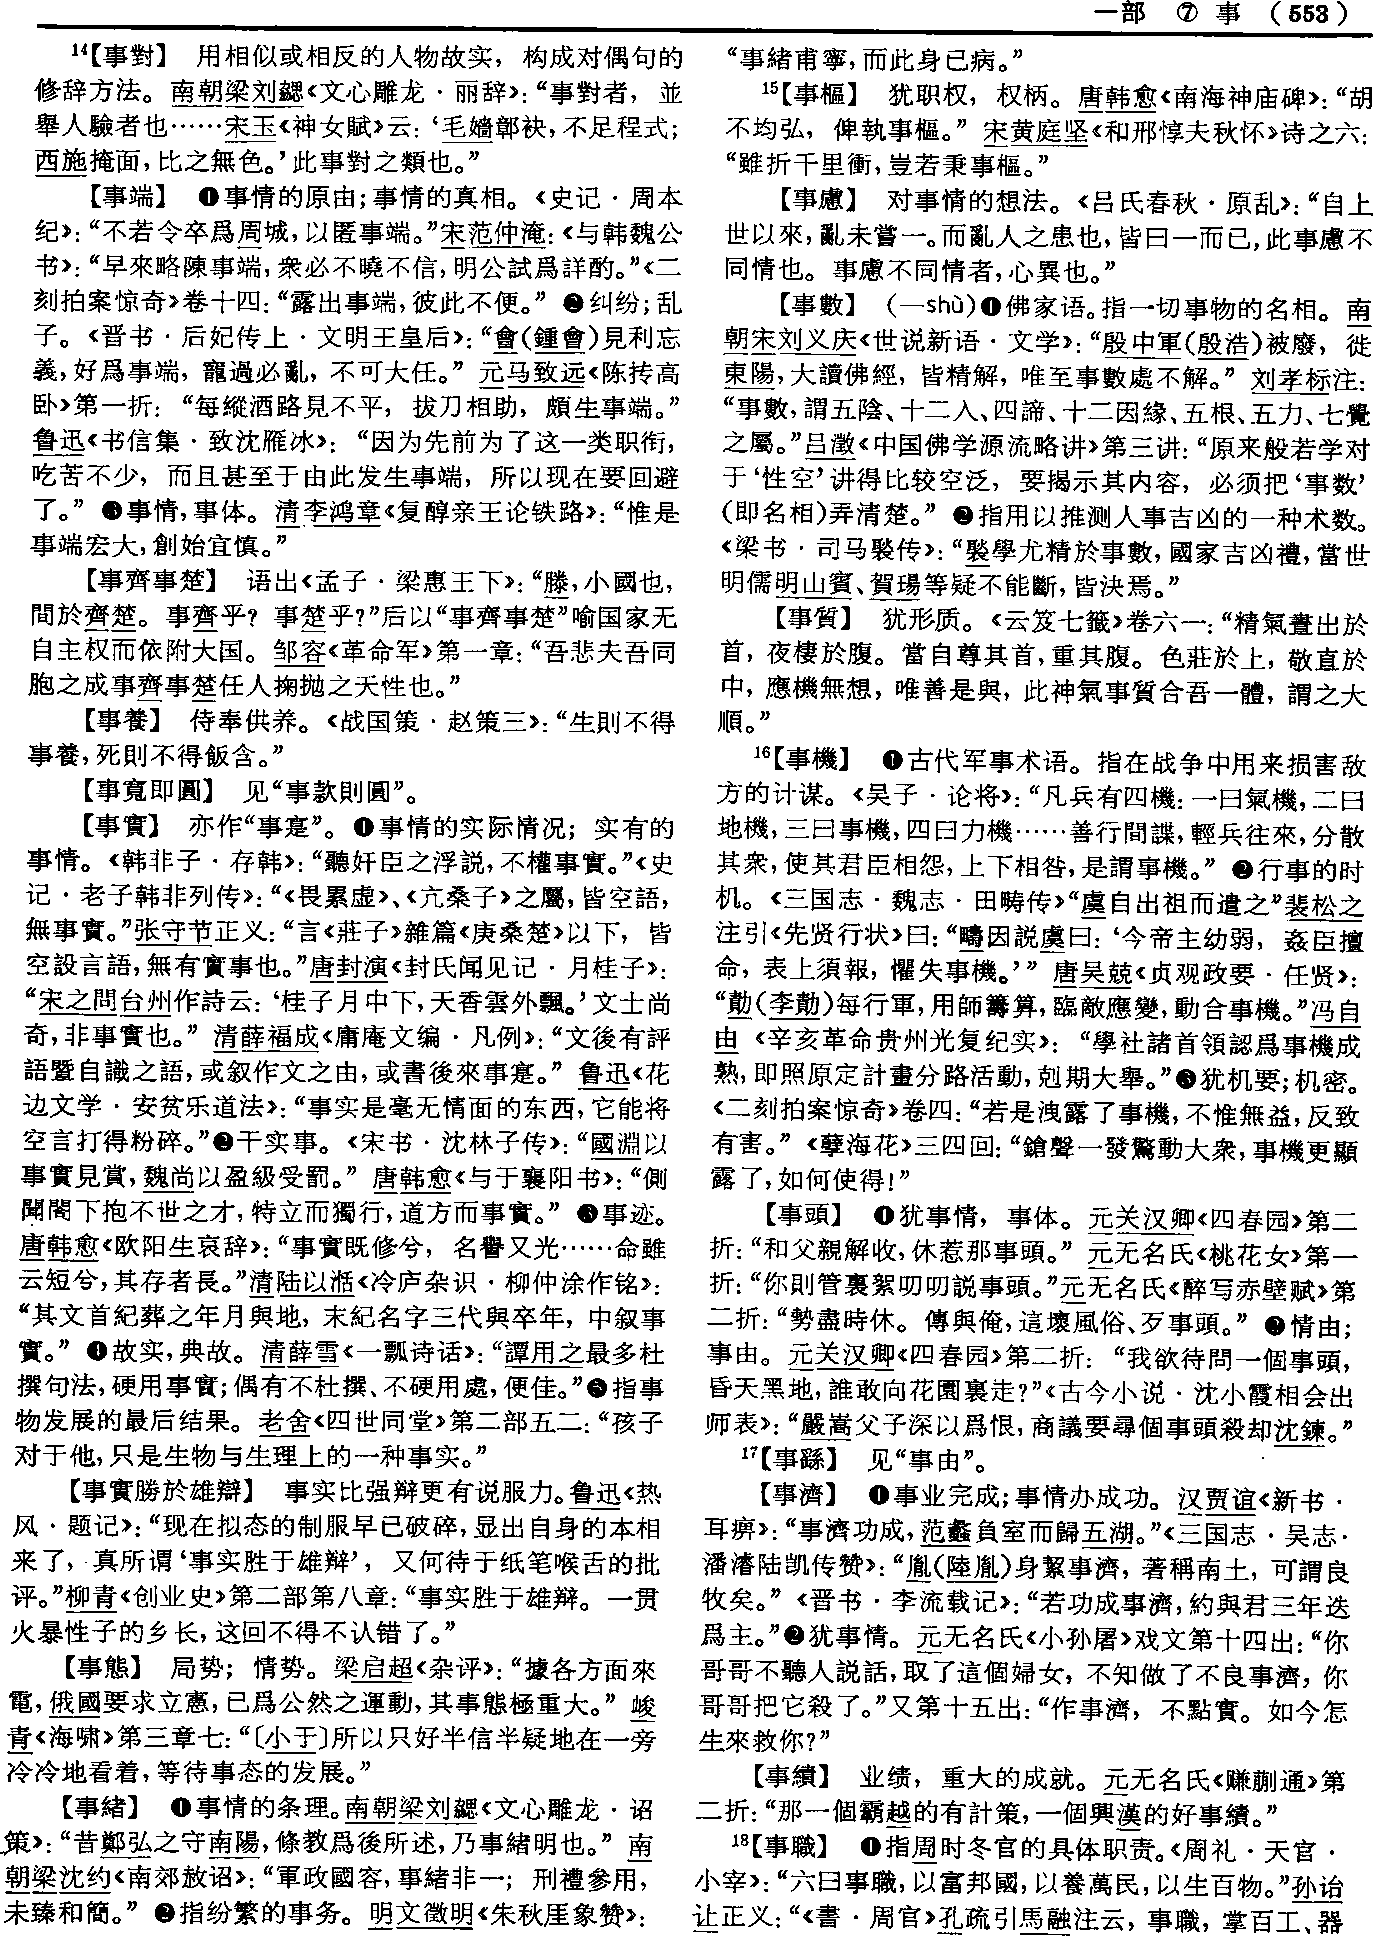 一部 ⑦ 事 (553)
¹⁴【事對】 用相似或相反的人物故实，构成对偶句的
修辞方法。南朝梁刘勰《文心雕龙·丽辞》：“事對者，並
舉人驗者也……宋玉《神女賦》云：‘毛嬙鄣袂，不足程式；
西施掩面，比之無色。’此事對之類也。”
【事端】 ❶事情的原由；事情的真相。《史记·周本
纪》：“不若令卒爲周城，以匿事端。”宋范仲淹：《与韩魏公
书》：“早來略陳事端，衆必不曉不信，明公試爲詳酌。”《二
刻拍案惊奇》卷十四：“露出事端，彼此不便。” ❷纠纷；乱
子。《晋书·后妃传上·文明王皇后》：“會(鍾會)見利忘
義，好爲事端，寵過必亂，不可大任。” 元马致远《陈抟高
卧》第一折：“每縱酒路見不平，拔刀相助，頗生事端。”
鲁迅《书信集·致沈雁冰》：“因为先前为了这一类职衔，
吃苦不少，而且甚至于由此发生事端，所以现在要回避
了。” ❸事情，事体。清李鸿章《复醇亲王论铁路》：“惟是
事端宏大，創始宜慎。”
【事齊事楚】 语出《孟子·梁惠王下》：“滕，小國也，
間於齊楚。事齊乎？事楚乎？”后以“事齊事楚”喻国家无
自主权而依附大国。邹容《革命军》第一章：“吾悲夫吾同
胞之成事齊事楚任人掬抛之天性也。”
【事養】 侍奉供养。《战国策·赵策三》：“生則不得
事養，死則不得飯含。”
【事寬即圓】 见“事款則圓”。
【事實】 亦作“事寔”。❶事情的实际情况；实有的
事情。《韩非子·存韩》：“聽奸臣之浮説，不權事實。”《史
记·老子韩非列传》：“《畏累虚》、《亢桑子》之屬，皆空語，
無事實。”张守节正义：“言《莊子》雜篇《庚桑楚》以下，皆
空設言語，無有實事也。”唐封演《封氏闻见记·月桂子》：
“宋之問台州作詩云：‘桂子月中下，天香雲外飄。’文士尚
奇，非事實也。” 清薛福成《庸庵文编·凡例》：“文後有評
語暨自識之語，或叙作文之由，或書後來事寔。” 鲁迅《花
边文学·安贫乐道法》：“事实是毫无情面的东西，它能将
空言打得粉碎。”❷干实事。《宋书·沈林子传》：“國淵以
事實見賞，魏尚以盈級受罰。” 唐韩愈《与于襄阳书》：“側
聞閤下抱不世之才，特立而獨行，道方而事實。” ❸事迹。
唐韩愈《欧阳生哀辞》：“事實既修兮，名譽又光……命雖
云短兮，其存者長。”清陆以湉《冷庐杂识·柳仲涂作铭》：
“其文首紀葬之年月與地，末紀名字三代與卒年，中叙事
實。” ❹故实，典故。清薛雪《一瓢诗话》：“譚用之最多杜
撰句法，硬用事實；偶有不杜撰、不硬用處，便佳。”❺指事
物发展的最后结果。老舍《四世同堂》第二部五二：“孩子
对于他，只是生物与生理上的一种事实。”
【事實勝於雄辯】 事实比强辩更有说服力。鲁迅《热
风·题记》：“现在拟态的制服早已破碎，显出自身的本相
来了，真所谓‘事实胜于雄辩’，又何待于纸笔喉舌的批
评。”柳青《创业史》第二部第八章：“事实胜于雄辩。一贯
火暴性子的乡长，这回不得不认错了。”
【事態】 局势；情势。梁启超《杂评》：“據各方面來
電，俄國要求立憲，已爲公然之運動，其事態極重大。” 峻
青《海啸》第三章七：“〔小于〕所以只好半信半疑地在一旁
冷冷地看着，等待事态的发展。”
【事緒】 ❶事情的条理。南朝梁刘勰《文心雕龙·诏
策》：“昔鄭弘之守南陽，條教爲後所述，乃事緒明也。” 南
朝梁沈约《南郊赦诏》：“軍政國容，事緒非一；刑禮參用，
未臻和簡。” ❷指纷繁的事务。明文徵明《朱秋厓象赞》：
“事緒甫寧，而此身已病。”
¹⁵【事樞】 犹职权，权柄。唐韩愈《南海神庙碑》：“胡
不均弘，俾執事樞。” 宋黄庭坚《和邢惇夫秋怀》诗之六：
“雖折千里衝，豈若秉事樞。”
【事慮】 对事情的想法。《吕氏春秋·原乱》：“自上
世以來，亂未嘗一。而亂人之患也，皆曰一而已，此事慮不
同情也。事慮不同情者，心異也。”
【事數】 (—shù)❶佛家语。指一切事物的名相。南
朝宋刘义庆《世说新语·文学》：“殷中軍(殷浩)被廢，徙
東陽，大讀佛經，皆精解，唯至事數處不解。” 刘孝标注：
“事數，謂五陰、十二入、四諦、十二因緣、五根、五力、七覺
之屬。”吕澂《中国佛学源流略讲》第三讲：“原来般若学对
于‘性空’讲得比较空泛，要揭示其内容，必须把‘事数’
(即名相)弄清楚。” ❷指用以推测人事吉凶的一种术数。
《梁书·司马褧传》：“褧學尤精於事數，國家吉凶禮，當世
明儒明山賓、賀瑒等疑不能斷，皆決焉。”
【事質】 犹形质。《云笈七籤》卷六一：“精氣晝出於
首，夜棲於腹。當自尊其首，重其腹。色莊於上，敬直於
中，應機無想，唯善是與，此神氣事質合吾一體，謂之大
順。”
¹⁶【事機】 ❶古代军事术语。指在战争中用来损害敌
方的计谋。《吴子·论将》：“凡兵有四機：一曰氣機，二曰
地機，三曰事機，四曰力機……善行間諜，輕兵往來，分散
其衆，使其君臣相怨，上下相咎，是謂事機。” ❷行事的时
机。《三国志·魏志·田畴传》“虞自出祖而遣之”裴松之
注引《先贤行状》曰：“疇因説虞曰：‘今帝主幼弱，姦臣擅
命，表上須報，懼失事機。’” 唐吴兢《贞观政要·任贤》：
“勣(李勣)每行軍，用師籌算，臨敵應變，動合事機。”冯自
由《辛亥革命贵州光复纪实》：“學社諸首領認爲事機成
熟，即照原定計畫分路活動，剋期大舉。”❸犹机要；机密。
《二刻拍案惊奇》卷四：“若是洩露了事機，不惟無益，反致
有害。” 《孽海花》三四回：“鎗聲一發驚動大衆，事機更顯
露了，如何使得！”
【事頭】 ❶犹事情，事体。元关汉卿《四春园》第二
折：“和父親解收，休惹那事頭。” 元无名氏《桃花女》第一
折：“你則管裏絮叨叨説事頭。”元无名氏《醉写赤壁赋》第
二折：“勢盡時休。傳與俺，這壞風俗、歹事頭。” ❷情由；
事由。元关汉卿《四春园》第二折：“我欲待問一個事頭，
昏天黑地，誰敢向花園裏走？”《古今小说·沈小霞相会出
师表》：“嚴嵩父子深以爲恨，商議要尋個事頭殺却沈鍊。”
¹⁷【事繇】 见“事由”。
【事濟】 ❶事业完成；事情办成功。汉贾谊《新书·
耳痹》：“事濟功成，范蠡負室而歸五湖。”《三国志·吴志·
潘濬陆凯传赞》：“胤(陸胤)身絜事濟，著稱南土，可謂良
牧矣。” 《晋书·李流载记》：“若功成事濟，約與君三年迭
爲主。”❷犹事情。元无名氏《小孙屠》戏文第十四出：“你
哥哥不聽人説話，取了這個婦女，不知做了不良事濟，你
哥哥把它殺了。”又第十五出：“作事濟，不點實。如今怎
生來救你？”
【事績】 业绩，重大的成就。元无名氏《赚蒯通》第
二折：“那一個霸越的有計策，一個興漢的好事績。”
¹⁸【事職】 ❶指周时冬官的具体职责。《周礼·天官·
小宰》：“六曰事職，以富邦國，以養萬民，以生百物。”孙诒
让正义：“《書·周官》孔疏引馬融注云，事職，掌百工、器